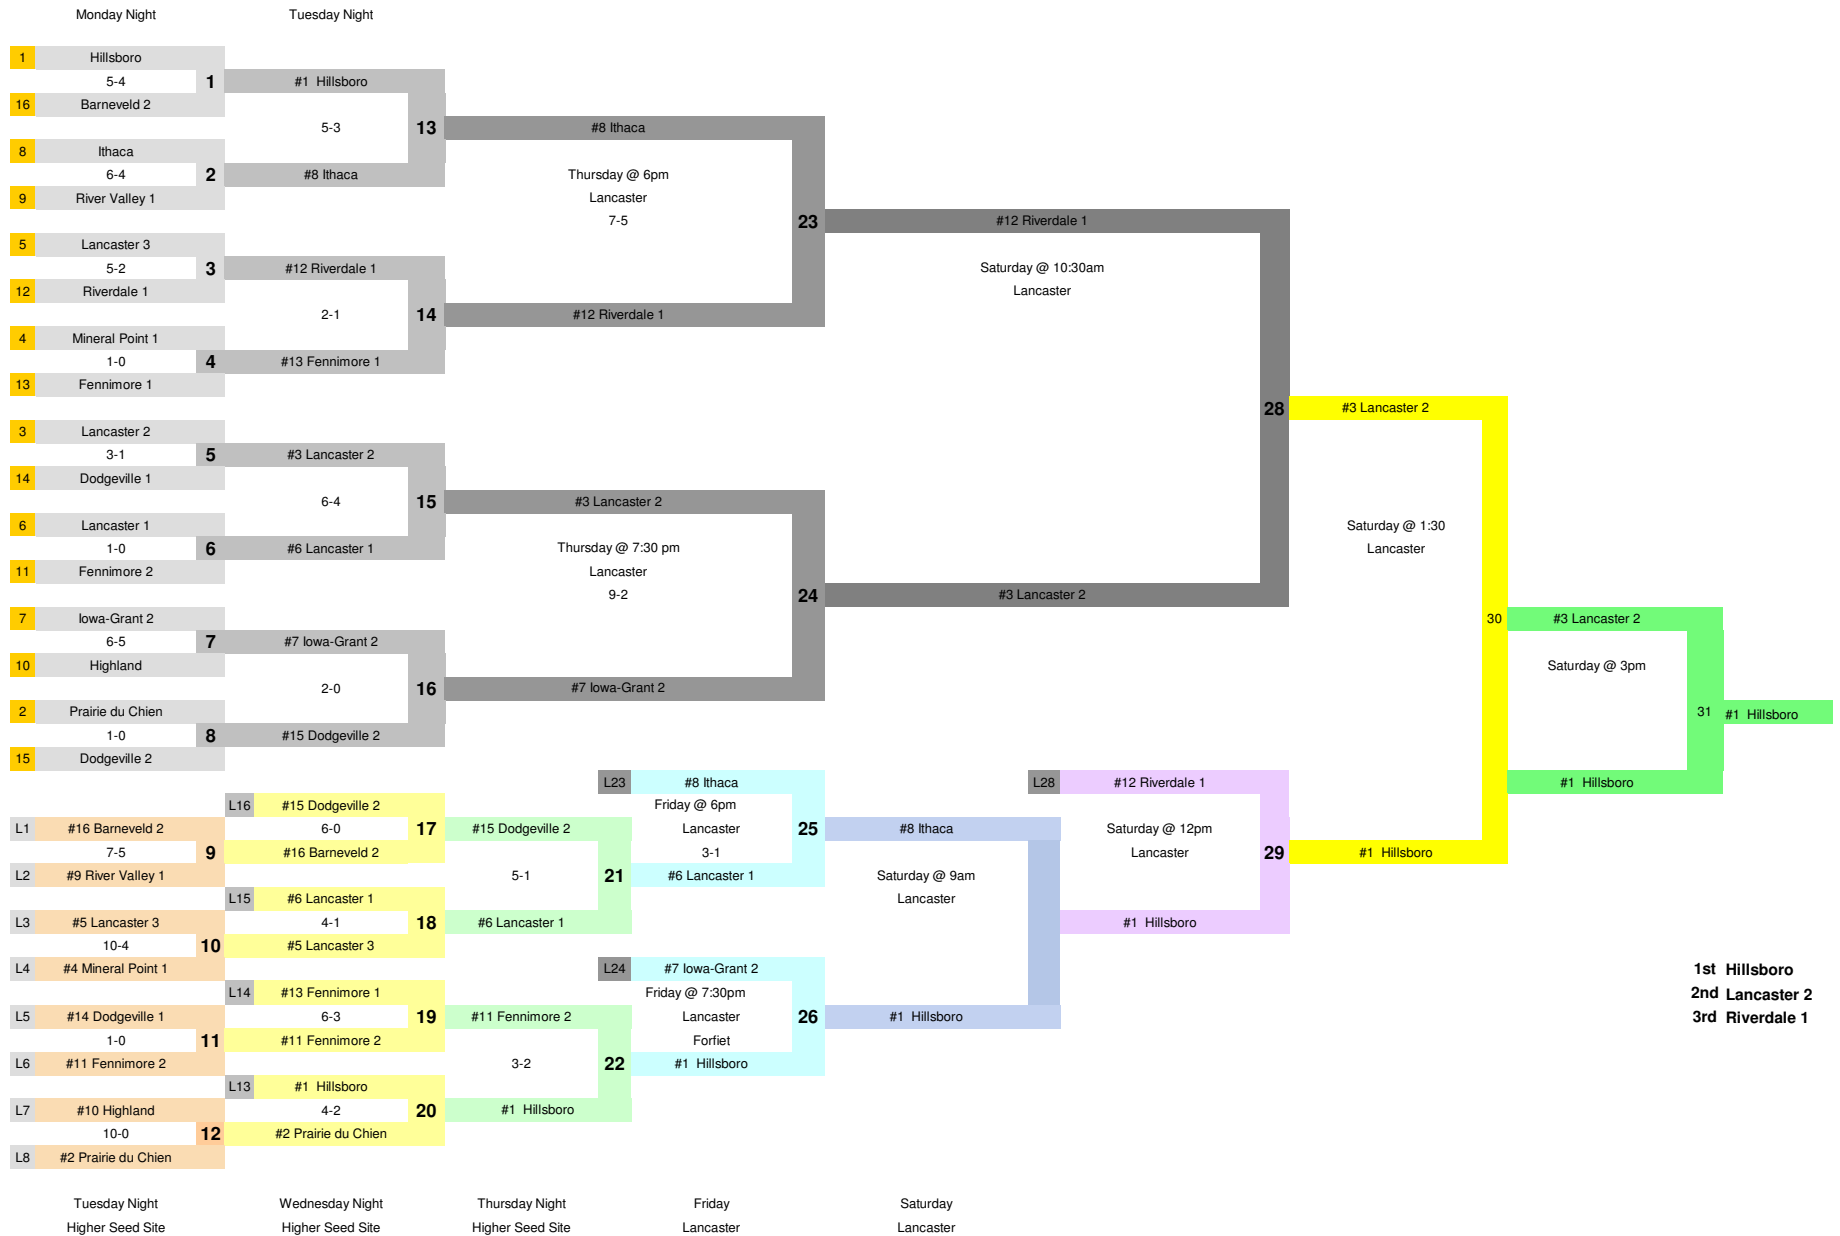 Monday Night
Tuesday Night
1 Hillsboro
5-4 1 #1 Hillsboro
16 Barneveld 2
5-3 13 #8 Ithaca
8 Ithaca
6-4 2 #8 Ithaca
9 River Valley 1
Thursday @ 6pm
Lancaster
7-5 23 #12 Riverdale 1
5 Lancaster 3
5-2 3 #12 Riverdale 1
12 Riverdale 1
2-1 14 #12 Riverdale 1
4 Mineral Point 1
1-0 4 #13 Fennimore 1
13 Fennimore 1
Saturday @ 10:30am
Lancaster
28 #3 Lancaster 2
3 Lancaster 2
3-1 5 #3 Lancaster 2
14 Dodgeville 1
6-4 15 #3 Lancaster 2
6 Lancaster 1
1-0 6 #6 Lancaster 1
11 Fennimore 2
Thursday @ 7:30 pm
Lancaster
9-2 24 #3 Lancaster 2
7 Iowa-Grant 2
6-5 7 #7 Iowa-Grant 2
10 Highland
2-0 16 #7 Iowa-Grant 2
2 Prairie du Chien
1-0 8 #15 Dodgeville 2
15 Dodgeville 2
Saturday @ 1:30
Lancaster
30 #3 Lancaster 2
Saturday @ 3pm
31 #1 Hillsboro
#1 Hillsboro
L23 #8 Ithaca
L28 #12 Riverdale 1
L16 #15 Dodgeville 2
Friday @ 6pm
L1 #16 Barneveld 2
6-0 17 #15 Dodgeville 2
Lancaster 25 #8 Ithaca
Saturday @ 12pm
7-5 9 #16 Barneveld 2
3-1
Lancaster 29 #1 Hillsboro
L2 #9 River Valley 1
5-1 21 #6 Lancaster 1
Saturday @ 9am
Lancaster
L15 #6 Lancaster 1
L3 #5 Lancaster 3
4-1 18 #6 Lancaster 1
#1 Hillsboro
10-4 10 #5 Lancaster 3
L4 #4 Mineral Point 1
L24 #7 Iowa-Grant 2
1st Hillsboro
L14 #13 Fennimore 1
Friday @ 7:30pm
2nd Lancaster 2
L5 #14 Dodgeville 1
6-3 19 #11 Fennimore 2
Lancaster 26 #1 Hillsboro
3rd Riverdale 1
1-0 11 #11 Fennimore 2
Forfiet
L6 #11 Fennimore 2
3-2 22 #1 Hillsboro
L13 #1 Hillsboro
L7 #10 Highland
4-2 20 #1 Hillsboro
10-0 12 #2 Prairie du Chien
L8 #2 Prairie du Chien
Tuesday Night
Wednesday Night
Thursday Night
Friday
Saturday
Higher Seed Site
Higher Seed Site
Higher Seed Site
Lancaster
Lancaster